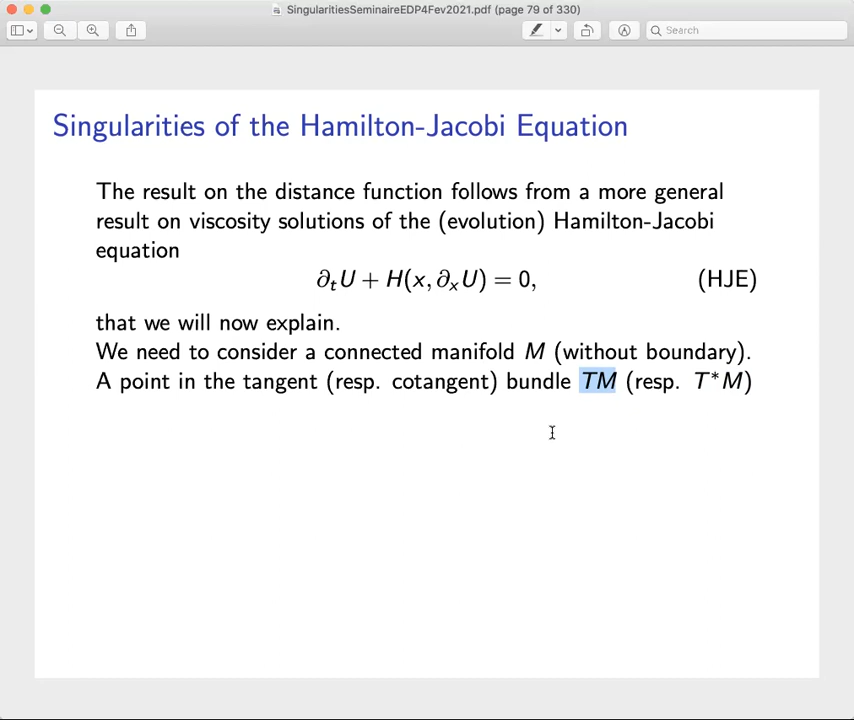 SingularitiesSeminaireEDP4Fev2021.pdf (page 79 of 330)
Search
Singularities of the Hamilton-Jacobi Equation
The result on the distance function follows from a more general
result on viscosity solutions of the (evolution) Hamilton-Jacobi
equation
∂ₜU + H(x, ∂ₓU) = 0, (HJE)
that we will now explain.
We need to consider a connected manifold M (without boundary).
A point in the tangent (resp. cotangent) bundle TM (resp. T*M)